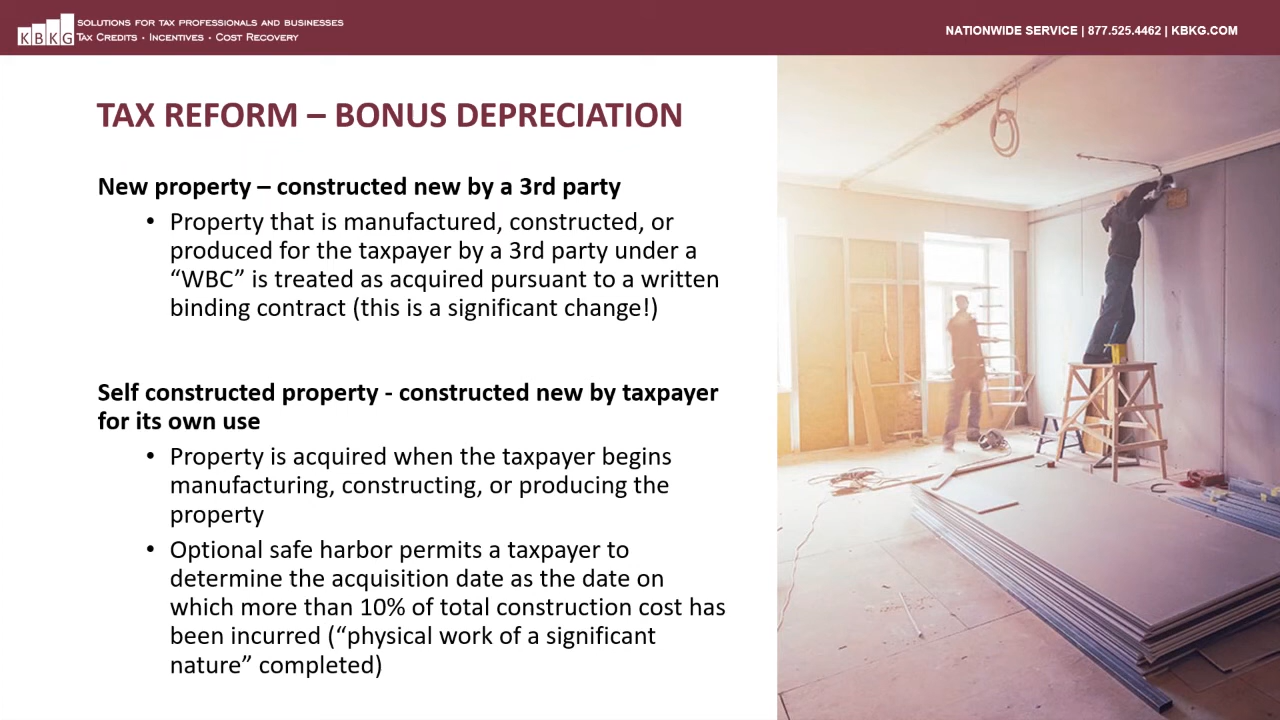 KBKG
SOLUTIONS FOR TAX PROFESSIONALS AND BUSINESSES
TAX CREDITS · INCENTIVES · COST RECOVERY
NATIONWIDE SERVICE | 877.525.4462 | KBKG.COM
TAX REFORM – BONUS DEPRECIATION
New property – constructed new by a 3rd party
• Property that is manufactured, constructed, or
produced for the taxpayer by a 3rd party under a
“WBC” is treated as acquired pursuant to a written
binding contract (this is a significant change!)
Self constructed property - constructed new by taxpayer
for its own use
• Property is acquired when the taxpayer begins
manufacturing, constructing, or producing the
property
• Optional safe harbor permits a taxpayer to
determine the acquisition date as the date on
which more than 10% of total construction cost has
been incurred (“physical work of a significant
nature” completed)